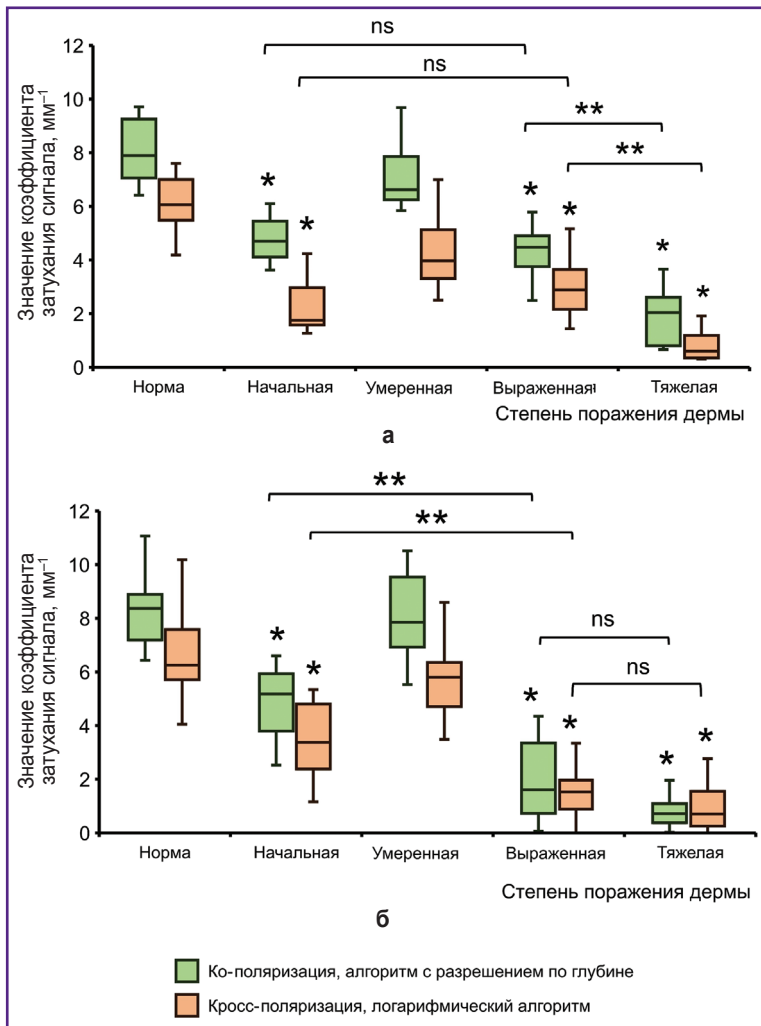 Значение коэффициента
затухания сигнала, мм⁻¹
12
10
8
6
4
2
0
ns
ns
**
**
*
*
*
*
*
*
Норма
Начальная
Умеренная
Выраженная
Тяжелая
Степень поражения дермы
а
Значение коэффициента
затухания сигнала, мм⁻¹
12
10
8
6
4
2
0
**
**
ns
ns
*
*
*
*
*
*
Норма
Начальная
Умеренная
Выраженная
Тяжелая
Степень поражения дермы
б
Ко-поляризация, алгоритм с разрешением по глубине
Кросс-поляризация, логарифмический алгоритм